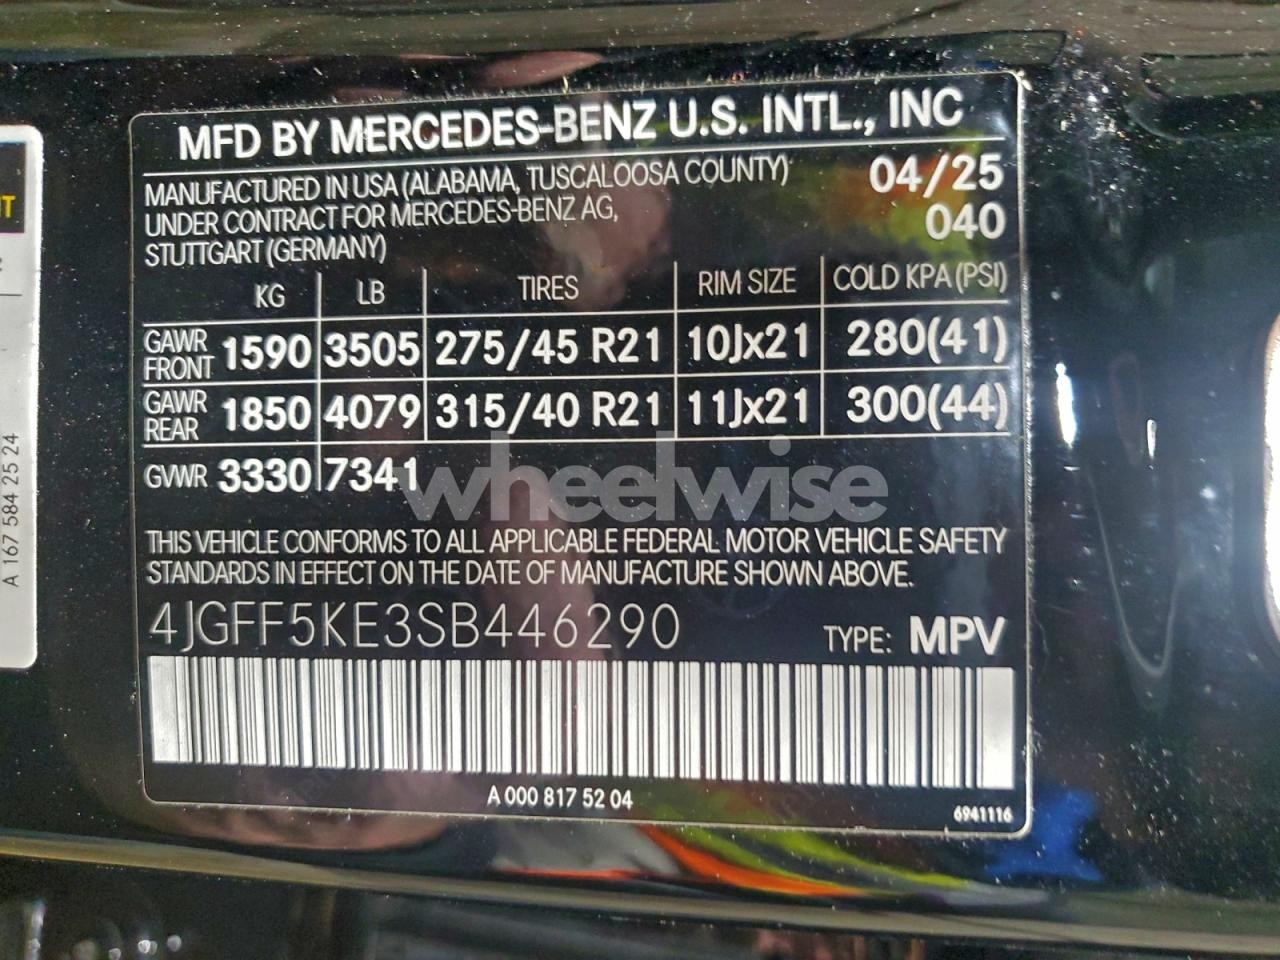 MFD BY MERCEDES-BENZ U.S. INTL., INC
MANUFACTURED IN USA (ALABAMA, TUSCALOOSA COUNTY) 04/25
UNDER CONTRACT FOR MERCEDES-BENZ AG, 040
STUTTGART (GERMANY)
KG LB TIRES RIM SIZE COLD KPA (PSI)
GAWR FRONT 1590 3505 275/45 R21 10Jx21 280(41)
GAWR REAR 1850 4079 315/40 R21 11Jx21 300(44)
GVWR 3330 7341
wheelwise
THIS VEHICLE CONFORMS TO ALL APPLICABLE FEDERAL MOTOR VEHICLE SAFETY
STANDARDS IN EFFECT ON THE DATE OF MANUFACTURE SHOWN ABOVE.
4JGFF5KE3SB446290 TYPE: MPV
A 000 817 52 04
6941116
A 167 584 25 24